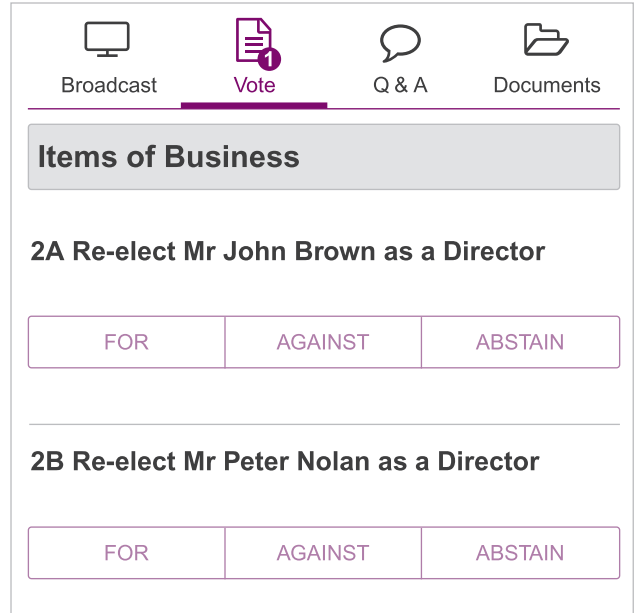 1
Broadcast Vote Q & A Documents
Items of Business
2A Re-elect Mr John Brown as a Director
FOR AGAINST ABSTAIN
2B Re-elect Mr Peter Nolan as a Director
FOR AGAINST ABSTAIN